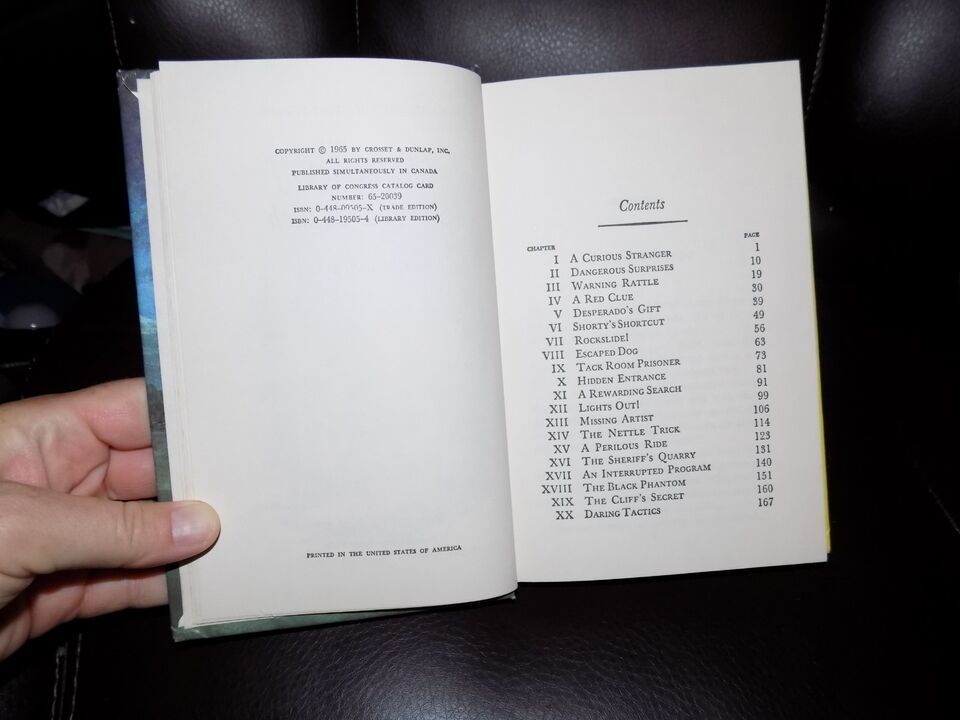 COPYRIGHT © 1965 BY GROSSET & DUNLAP, INC.
ALL RIGHTS RESERVED
PUBLISHED SIMULTANEOUSLY IN CANADA
LIBRARY OF CONGRESS CATALOG CARD
NUMBER: 65-20039
ISBN: 0-448-09505-X (TRADE EDITION)
ISBN: 0-448-19505-4 (LIBRARY EDITION)
PRINTED IN THE UNITED STATES OF AMERICA
Contents
CHAPTER PAGE
I A CURIOUS STRANGER 1
II DANGEROUS SURPRISES 10
III WARNING RATTLE 19
IV A RED CLUE 30
V DESPERADO'S GIFT 39
VI SHORTY'S SHORTCUT 49
VII ROCKSLIDE! 56
VIII ESCAPED DOG 63
IX TACK ROOM PRISONER 73
X HIDDEN ENTRANCE 81
XI A REWARDING SEARCH 91
XII LIGHTS OUT! 99
XIII MISSING ARTIST 106
XIV THE NETTLE TRICK 114
XV A PERILOUS RIDE 123
XVI THE SHERIFF'S QUARRY 131
XVII AN INTERRUPTED PROGRAM 140
XVIII THE BLACK PHANTOM 151
XIX THE CLIFF'S SECRET 160
XX DARING TACTICS 167